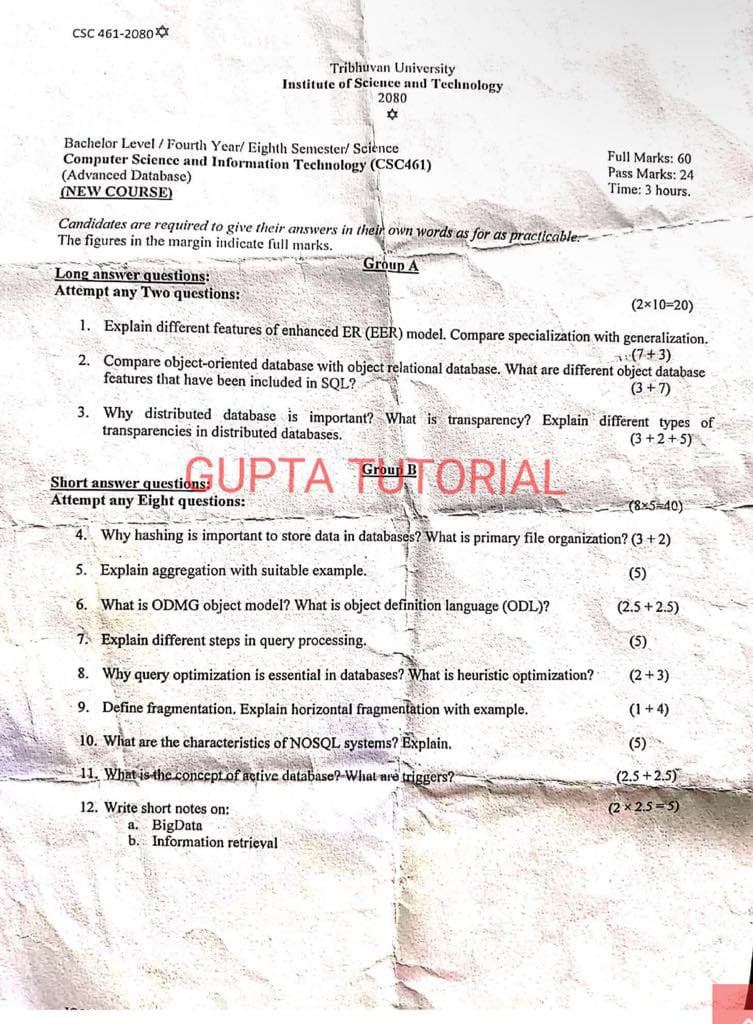 CSC 461-2080✡
Tribhuvan University
Institute of Science and Technology
2080
✡
Bachelor Level / Fourth Year/ Eighth Semester/ Science
Computer Science and Information Technology (CSC461)
(Advanced Database)
(NEW COURSE)
Full Marks: 60
Pass Marks: 24
Time: 3 hours.
Candidates are required to give their answers in their own words as for as practicable.
The figures in the margin indicate full marks.
Group A
Long answer questions:
Attempt any Two questions:
(2×10=20)
1. Explain different features of enhanced ER (EER) model. Compare specialization with generalization.
(7+3)
2. Compare object-oriented database with object relational database. What are different object database
features that have been included in SQL? (3+7)
3. Why distributed database is important? What is transparency? Explain different types of
transparencies in distributed databases. (3+2+5)
GUPTA TUTORIAL
Group B
Short answer questions:
Attempt any Eight questions:
(8×5=40)
4. Why hashing is important to store data in databases? What is primary file organization? (3+2)
5. Explain aggregation with suitable example. (5)
6. What is ODMG object model? What is object definition language (ODL)? (2.5+2.5)
7. Explain different steps in query processing. (5)
8. Why query optimization is essential in databases? What is heuristic optimization? (2+3)
9. Define fragmentation. Explain horizontal fragmentation with example. (1+4)
10. What are the characteristics of NOSQL systems? Explain. (5)
11. What is the concept of active database? What are triggers? (2.5+2.5)
12. Write short notes on: (2×2.5=5)
a. BigData
b. Information retrieval